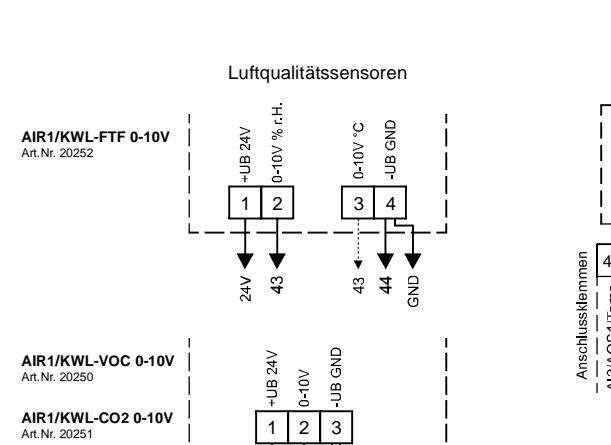 Luftqualitätssensoren
AIR1/KWL-FTF 0-10V
Art.Nr. 20252
+UB 24V
0-10V % r.H.
0-10V °C
-UB GND
1 2 3 4
24V
43
43
44
GND
AIR1/KWL-VOC 0-10V
Art.Nr. 20250
AIR1/KWL-CO2 0-10V
Art.Nr. 20251
+UB 24V
0-10V
-UB GND
1 2 3
Anschlussklemmen
4